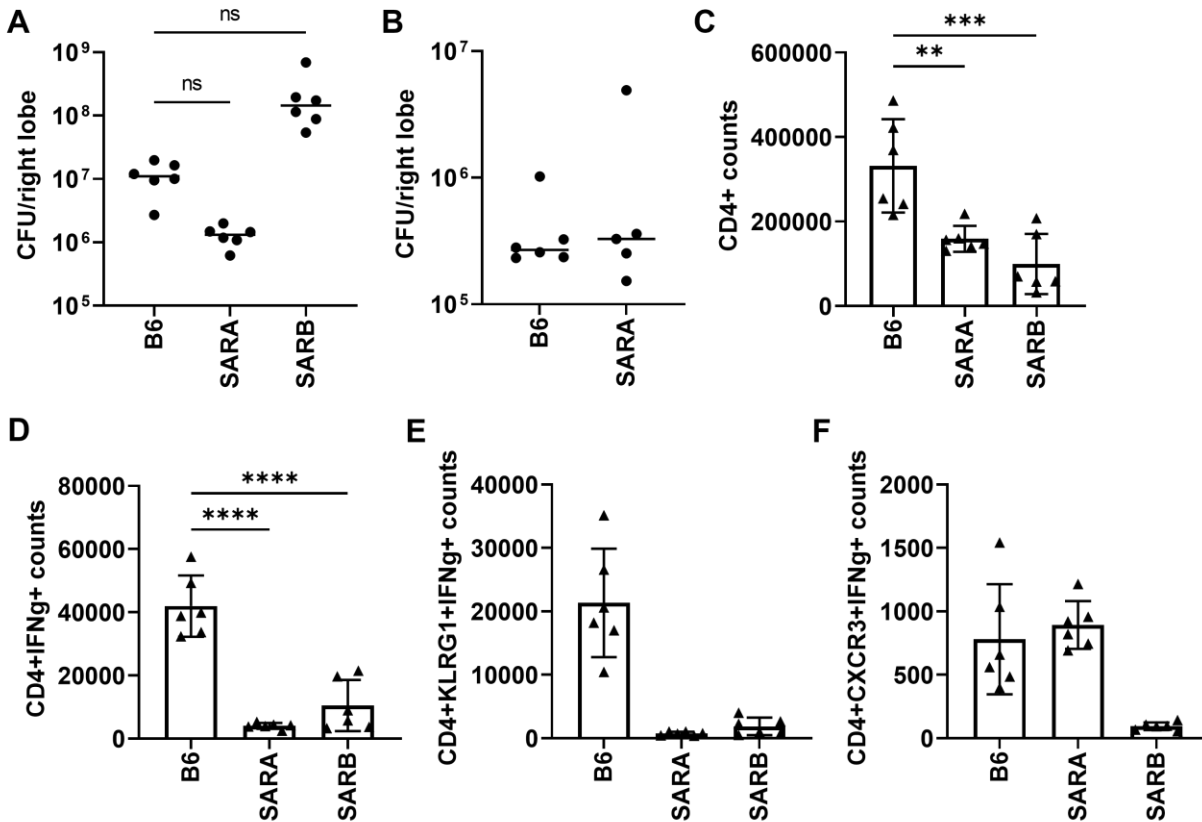 A
ns
ns
CFU/right lobe
10⁹
10⁸
10⁷
10⁶
10⁵
B6
SARA
SARB
B
CFU/right lobe
10⁷
10⁶
10⁵
B6
SARA
C
***
**
CD4+ counts
600000
400000
200000
0
B6
SARA
SARB
D
****
****
CD4+IFNg+ counts
80000
60000
40000
20000
0
B6
SARA
SARB
E
CD4+KLRG1+IFNg+ counts
40000
30000
20000
10000
0
B6
SARA
SARB
F
CD4+CXCR3+IFNg+ counts
2000
1500
1000
500
0
B6
SARA
SARB